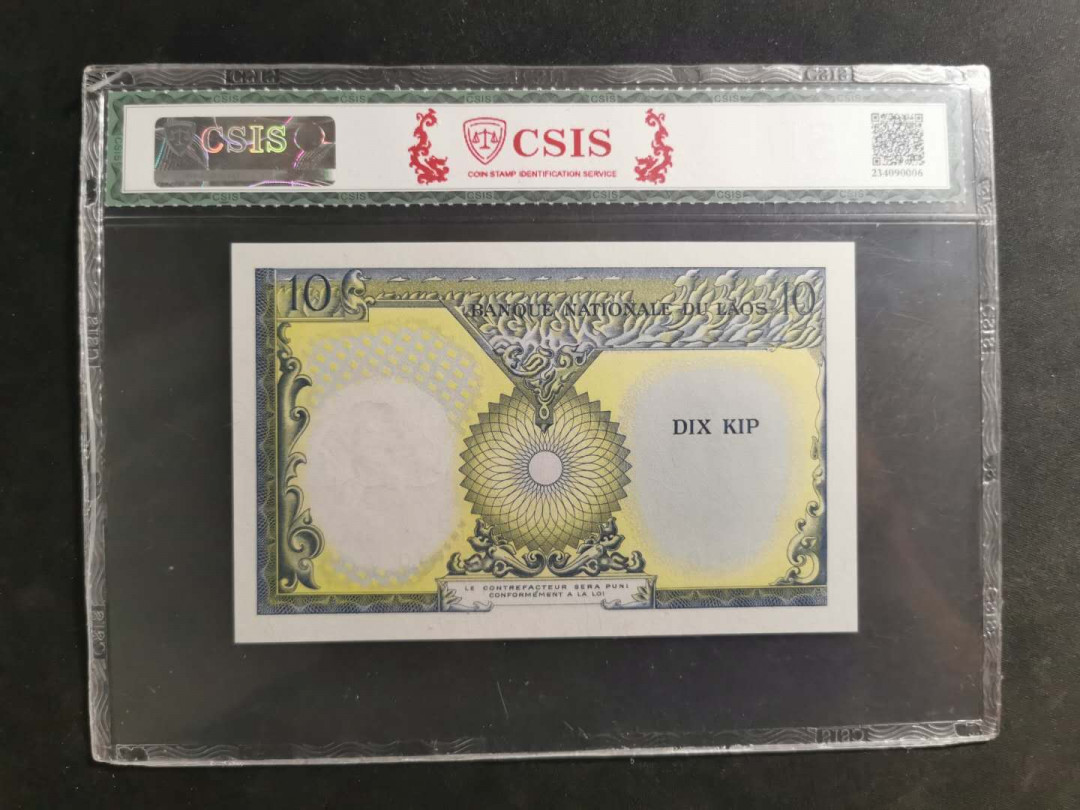 CSIS
CSIS
COIN STAMP IDENTIFICATION SERVICE
234090006
10
BANQUE NATIONALE DU LAOS
10
DIX KIP
LE CONTREFACTEUR SERA PUNI
CONFORMÉMENT A LA LOI